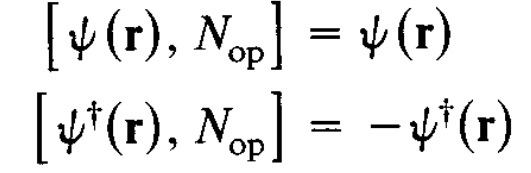 [ψ(𝐫), N_op] = ψ(𝐫)
[ψ†(𝐫), N_op] = −ψ†(𝐫)